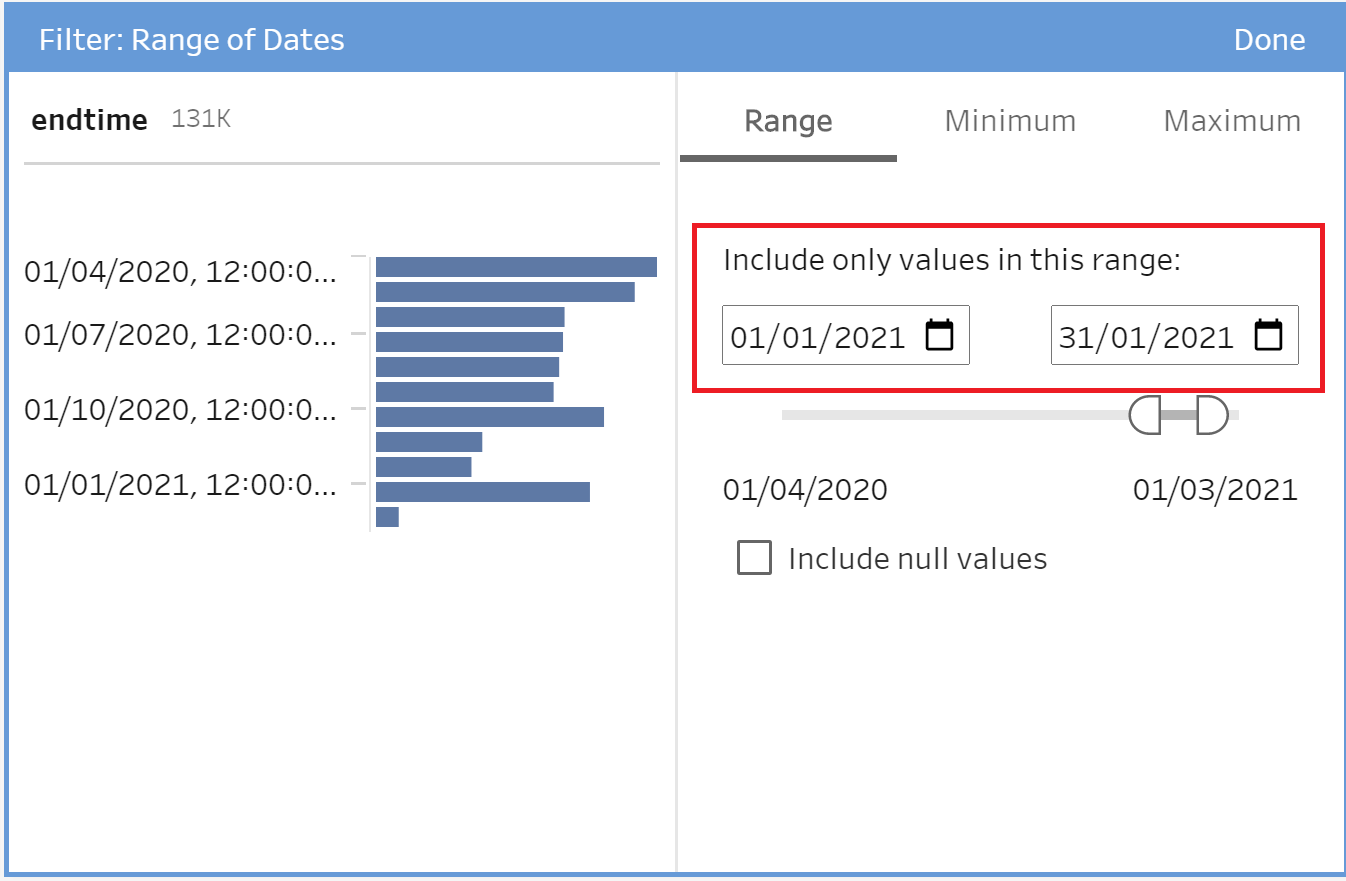 Filter: Range of Dates
Done
endtime 131K
Range
Minimum
Maximum
01/04/2020, 12:00:0...
01/07/2020, 12:00:0...
01/10/2020, 12:00:0...
01/01/2021, 12:00:0...
Include only values in this range:
01/01/2021
31/01/2021
01/04/2020
01/03/2021
Include null values